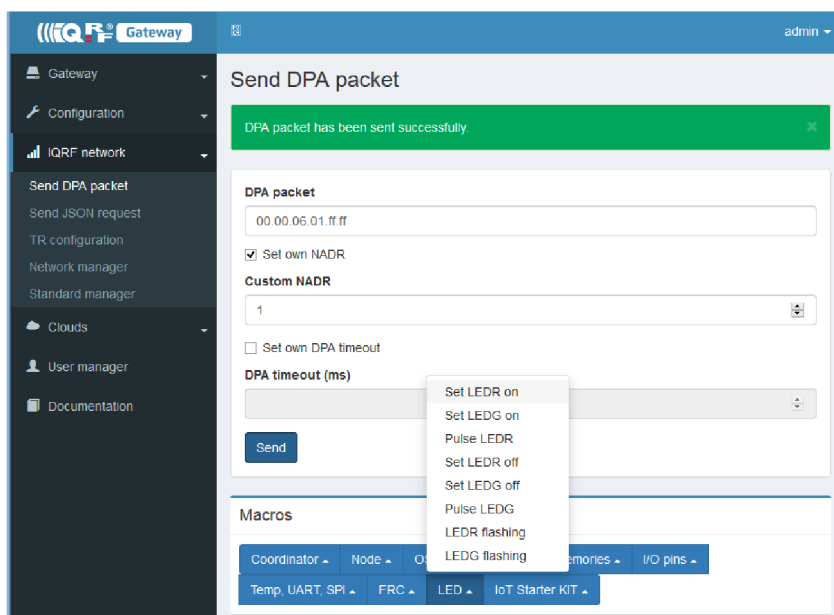 IQRF® Gateway
admin
Gateway
Configuration
IQRF network
Send DPA packet
Send JSON request
TR configuration
Network manager
Standard manager
Clouds
User manager
Documentation
Send DPA packet
DPA packet has been sent successfully.
DPA packet
00.00.06.01.ff.ff
Set own NADR
Custom NADR
1
Set own DPA timeout
DPA timeout (ms)
Send
Set LEDR on
Set LEDG on
Pulse LEDR
Set LEDR off
Set LEDG off
Pulse LEDG
LEDR flashing
LEDG flashing
Macros
Coordinator Node I/O pins
Temp, UART, SPI FRC LED IoT Starter KIT